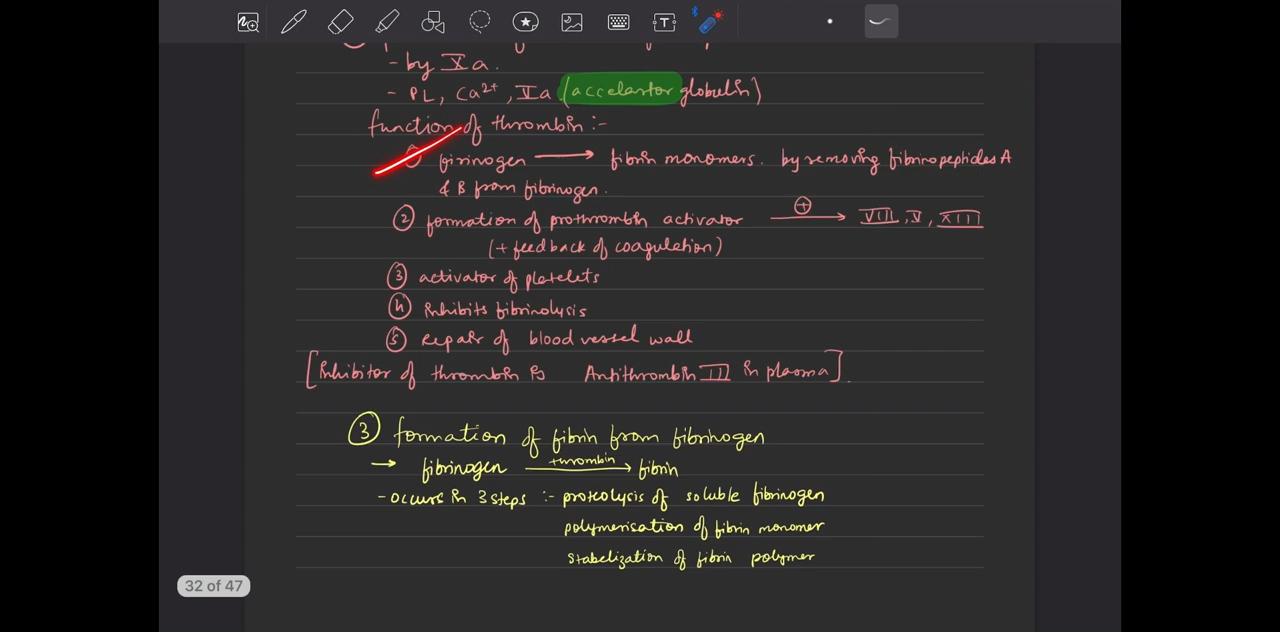 - by Xa.
- PL, Ca2+, Va (accelantor globulin)
function of thrombin :-
① firinogen → fibrin monomers. by removing fibrinopeptides A
& B from fibrinogen.
② formation of prothrombin activator ⊕→ VIII, V, XIII
(+ feedback of coagulation)
③ activator of platelets
④ inhibits fibrinolysis
⑤ repair of blood vessel wall
[Inhibitor of thrombin is Antithrombin III in plasma].
③ formation of fibrin from fibrinogen
→ fibrinogen thrombin→ fibrin
- occurs in 3 steps :- proteolysis of soluble fibrinogen
polymerisation of fibrin monomer
stabelization of fibrin polymer
32 of 47